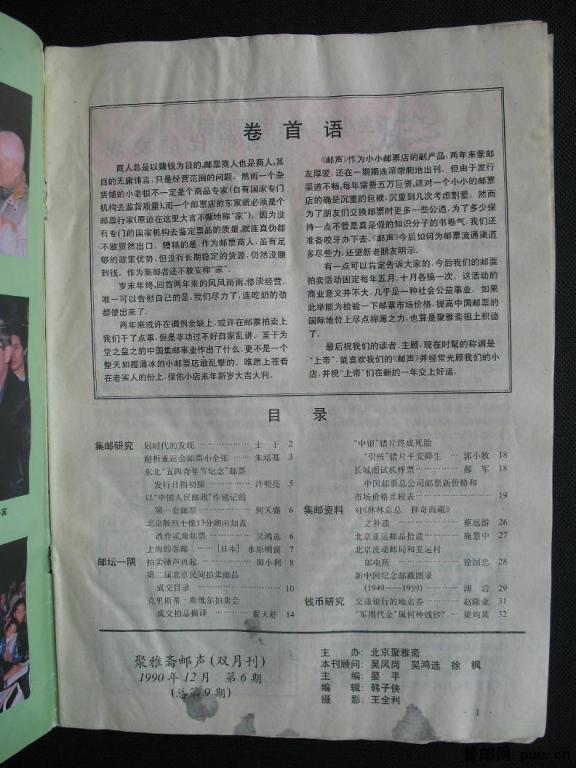 卷首语
商人总是以赚钱为目的,邮票商人也是商人,其
目的无庸讳言,只是经营范围的问题。然而一个杂
货铺的小老板不一定是个商品专家(自有国家专门
机构去监督质量),而一个邮票店的东家就必须是个
邮票行家(原谅在这里大言不惭地称"家")。因为没
有专门的国家机构去鉴定票品的质量,就连真伪都
不敢贸然出口。糟糕的是,作为邮票商人,虽有足够
的政策优势,但没有长期稳定的货源,仍然没赚
到钱。作为集邮者还不敢妄称"家"。
岁末年终,回首两年来的风风雨雨,惨淡经营,
唯一可以告慰自己的是,我们尽力了,连吃奶的劲
都使出来了。
两年来或许在调剂余缺上,或许在邮票拍卖上
我们干了点事,但是非功过不好自家乱讲。至于为
堂之皇之的中国集邮事业作出了什么,更不是一个
整天如履薄冰的小邮票店敢乱擘的。唯愿上苍看
在老实人的份上,保佑小店来年新岁大吉大利。
《邮声》作为小小邮票店的副产品,两年来蒙邮
友厚爱,还在一期期连滚带爬地出刊。但由于发行
渠道不畅,每年需费五万巨资,这对一个小小的邮票
店的确是沉重的包袱,沉重到几次考虑割爱。然而
为了朋友们交换邮票时更多一些公道,为了多少保
持一点不管是真是假的知识分子的书卷气,我们还
准备咬牙办下去。《邮声》今后如何为邮票流通渠道
多尽些力,还望新老朋友明示。
有一点可以肯定告诉大家的,今后我们的邮票
拍卖活动固定每年五月、十月各搞一次。这活动的
商业意义并不大,几乎是一种社会公益事业。如果
此举能为检验一下邮票市场价格,提高中国邮票的
国际地位上尽点棉薄之力,也算是聚雅斋祖上积德
了。
最后祝我们的读者、主顾,现在时髦的称谓是
"上帝",能喜欢我们的《邮声》并经常光顾我们的小
店,并祝"上帝"们在新的一年交上好运。
目录
集邮研究 划时代的发现 士千 2
趣析亚运会邮票小全张 朱培基 3
东北"五四青年节纪念"邮票
发行日期初探 许明亮 5
以"中国人民邮政"作铭记的
第一套邮票 何天盛 6
北京版烈士像13分湘南加盖
改作贰角邮票 吴鸿选 6
上海的客邮 [日本]水原明窗 7
邮坛一隅 拍卖锤声再起 田小利 8
第二届北京民间拍卖邮品
成交目录 10
克里斯蒂·斯维尔拍卖会
成交拍品摘译 翟天舒 14
"中银"错片终成死胎
"引桉"错片平安降生 郭小牧 18
长城图试机样票 郝军 18
中国邮票总公司邮票新价格和
市场价格比较表 19
集邮资料 对《林林总总 择奇而藏》
之补遗 蔡远游 26
北京亚运邮品拾遗 施慧中 27
北京流动邮局和亚运村
邮电所 徐国忠 28
新中国纪念邮戳图录
(1949——1959) 溥岩 29
钱币研究 交通银行的地名券 赵隆业 31
"军用代金"属何种钱钞? 梁均其 32
聚雅斋邮声(双月刊)
1990年12月 第6期
(总第9期)
主办:北京聚雅斋
本刊顾问:吴凤岗 吴鸿选 徐枫
主编:晏平
编辑:韩子侠
摄影:王全利
·1·
普邮网 puu.cn